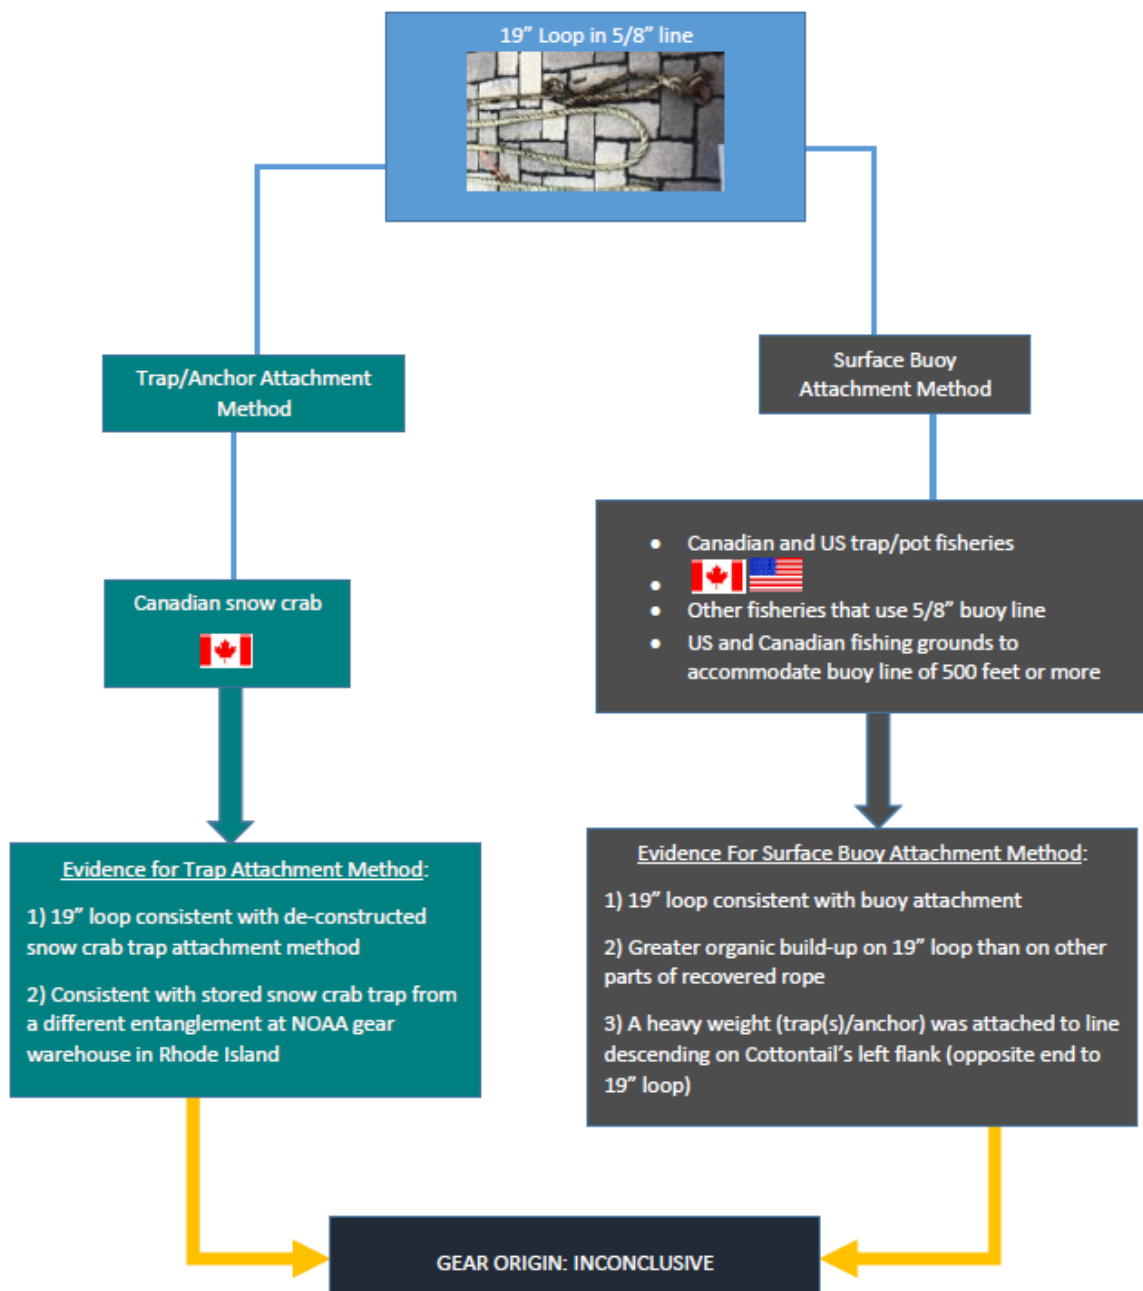 19” Loop in 5/8” line
Trap/Anchor Attachment
Method
Surface Buoy
Attachment Method
Canadian snow crab
• Canadian and US trap/pot fisheries
•
• Other fisheries that use 5/8” buoy line
• US and Canadian fishing grounds to
accommodate buoy line of 500 feet or more
Evidence for Trap Attachment Method:
1) 19” loop consistent with de-constructed
snow crab trap attachment method
2) Consistent with stored snow crab trap from
a different entanglement at NOAA gear
warehouse in Rhode Island
Evidence For Surface Buoy Attachment Method:
1) 19” loop consistent with buoy attachment
2) Greater organic build-up on 19” loop than on other
parts of recovered rope
3) A heavy weight (trap(s)/anchor) was attached to line
descending on Cottontail’s left flank (opposite end to
19” loop)
GEAR ORIGIN: INCONCLUSIVE